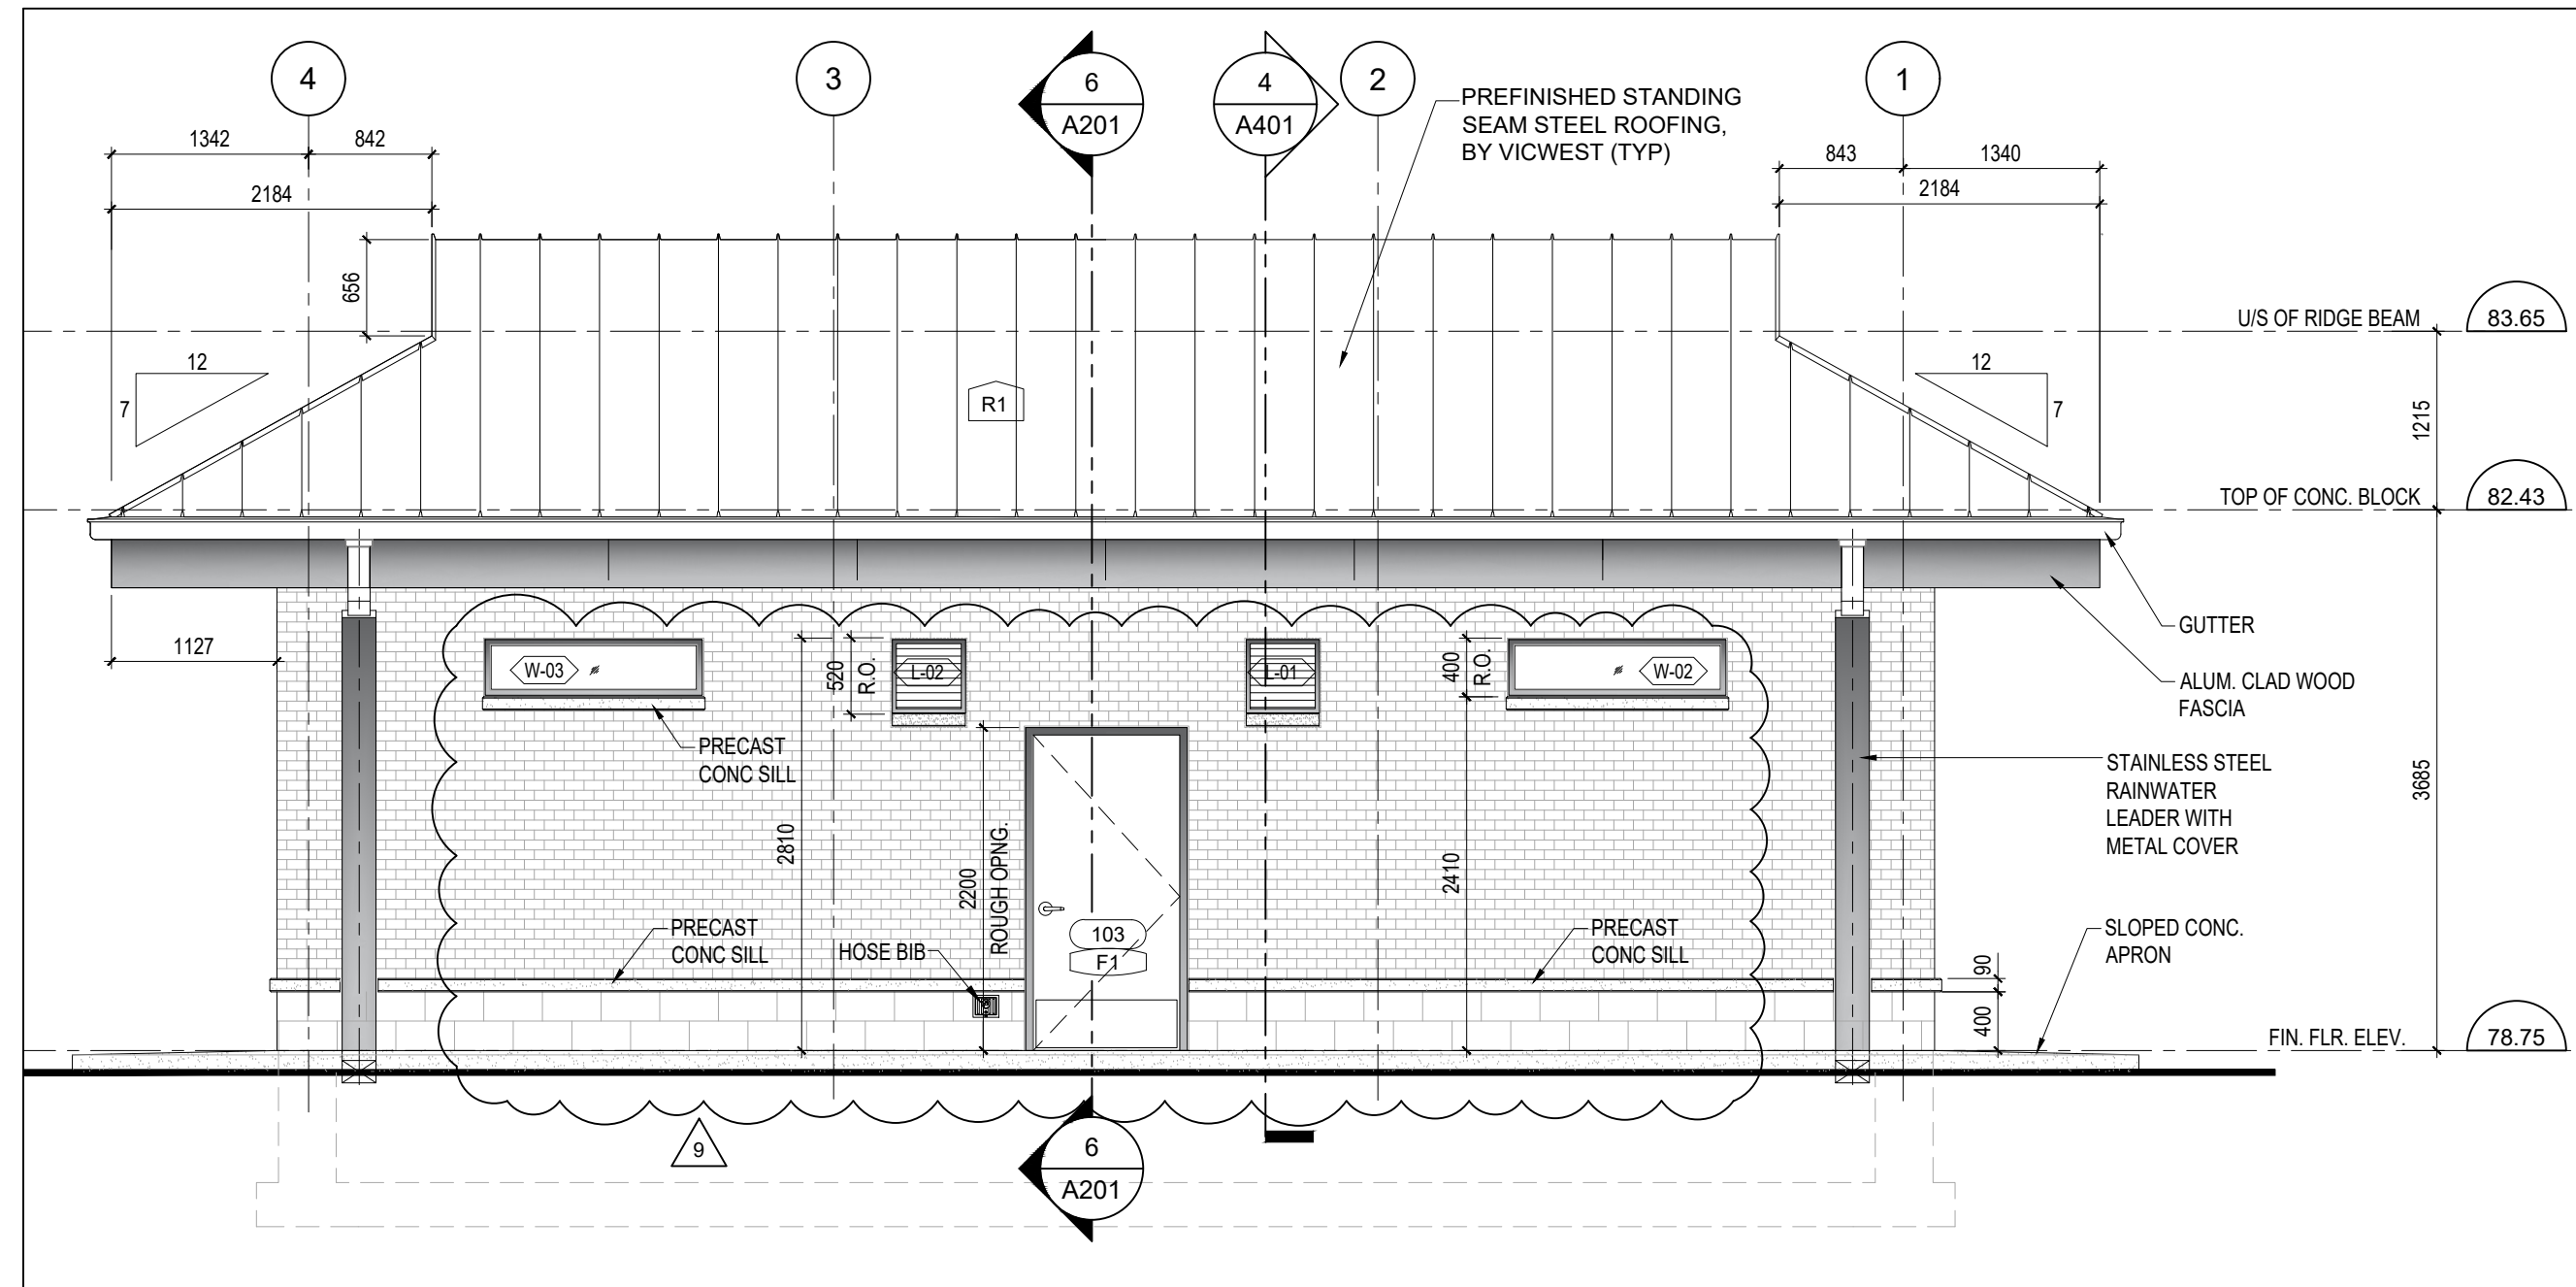 4
3
6
A201
4
A401
2
1
PREFINISHED STANDING
SEAM STEEL ROOFING,
BY VICWEST (TYP)
1342
842
2184
843
1340
2184
656
U/S OF RIDGE BEAM
83.65
12
7
12
7
R1
1215
TOP OF CONC. BLOCK
82.43
GUTTER
1127
W-03
520
R.O.
L-02
L-01
400
R.O.
W-02
ALUM. CLAD WOOD
FASCIA
PRECAST
CONC SILL
STAINLESS STEEL
RAINWATER
LEADER WITH
METAL COVER
3685
2810
2200
ROUGH OPNG.
2410
PRECAST
CONC SILL
HOSE BIB
103
F1
PRECAST
CONC SILL
SLOPED CONC.
APRON
90
400
FIN. FLR. ELEV.
78.75
9
6
A201